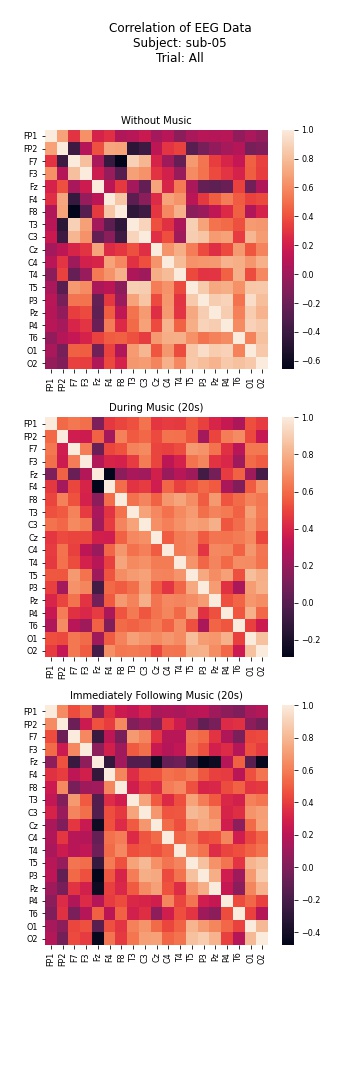 Correlation of EEG Data
Subject: sub-05
Trial: All
Without Music
FP1
FP2
F7
F3
Fz
F4
F8
T3
C3
Cz
C4
T4
T5
P3
Pz
P4
T6
O1
O2
FP1 FP2 F7 F3 Fz F4 F8 T3 C3 Cz C4 T4 T5 P3 Pz P4 T6 O1 O2
1.0
0.8
0.6
0.4
0.2
0.0
−0.2
−0.4
−0.6
During Music (20s)
FP1
FP2
F7
F3
Fz
F4
F8
T3
C3
Cz
C4
T4
T5
P3
Pz
P4
T6
O1
O2
FP1 FP2 F7 F3 Fz F4 F8 T3 C3 Cz C4 T4 T5 P3 Pz P4 T6 O1 O2
1.0
0.8
0.6
0.4
0.2
0.0
−0.2
Immediately Following Music (20s)
FP1
FP2
F7
F3
Fz
F4
F8
T3
C3
Cz
C4
T4
T5
P3
Pz
P4
T6
O1
O2
FP1 FP2 F7 F3 Fz F4 F8 T3 C3 Cz C4 T4 T5 P3 Pz P4 T6 O1 O2
1.0
0.8
0.6
0.4
0.2
0.0
−0.2
−0.4